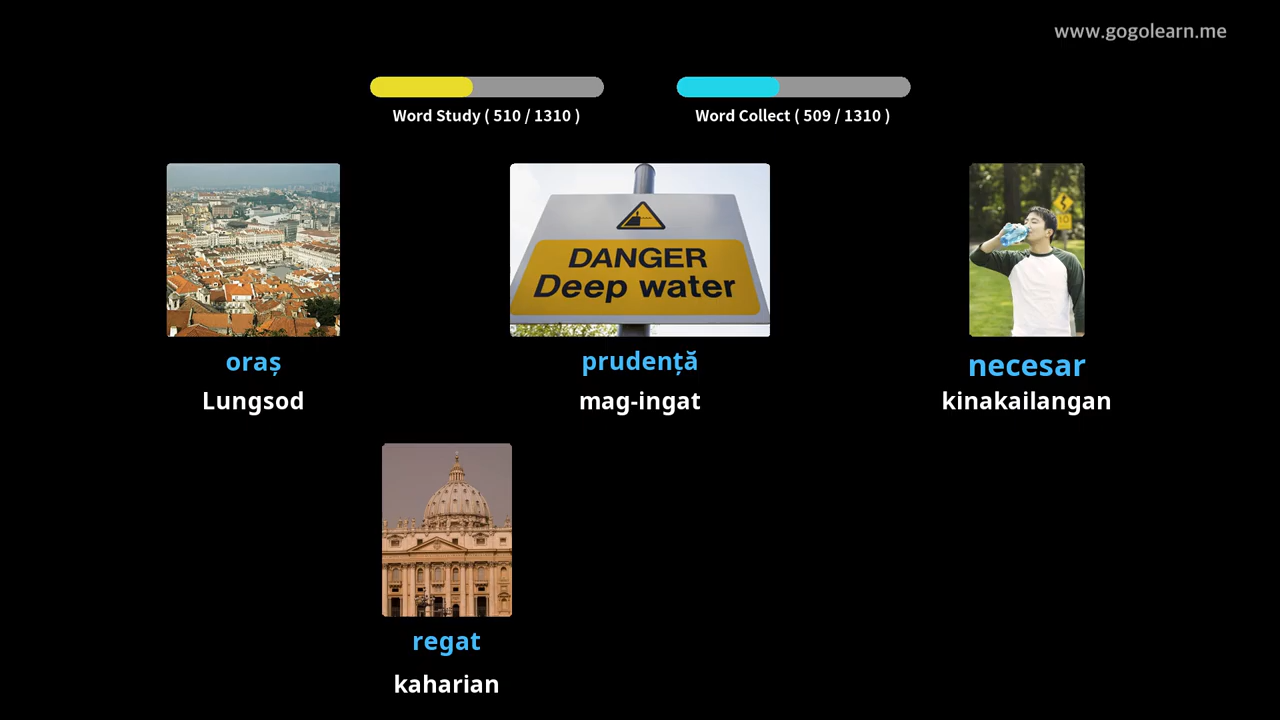 www.gogolearn.me
Word Study ( 510 / 1310 )
Word Collect ( 509 / 1310 )
DANGER
Deep water
oraș
Lungsod
prudență
mag-ingat
necesar
kinakailangan
regat
kaharian